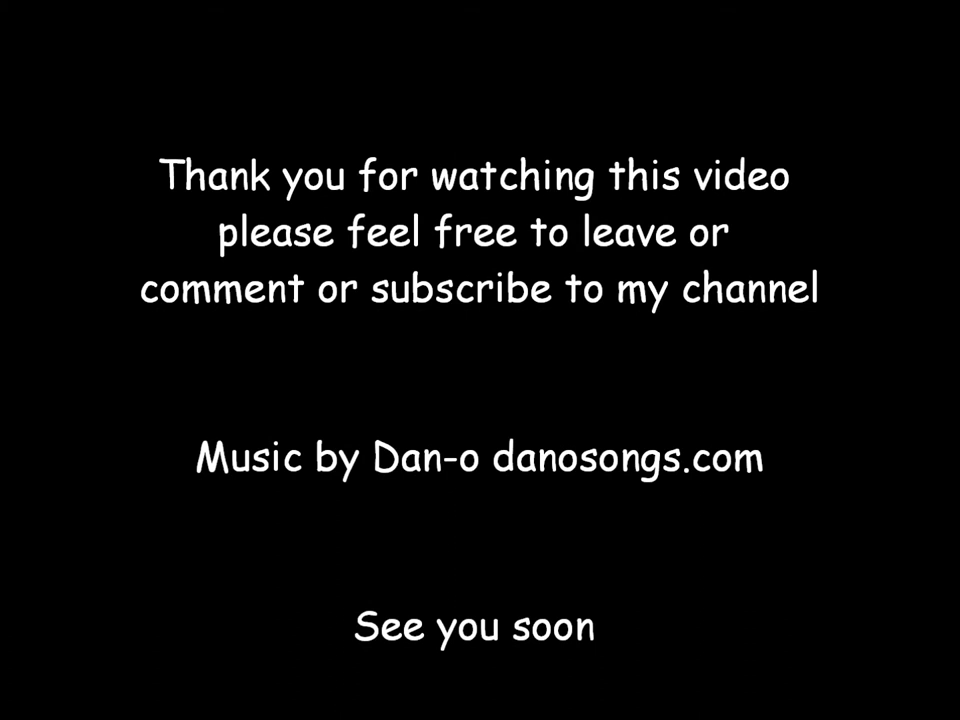 Thank you for watching this video
please feel free to leave or
comment or subscribe to my channel
Music by Dan-o danosongs.com
See you soon